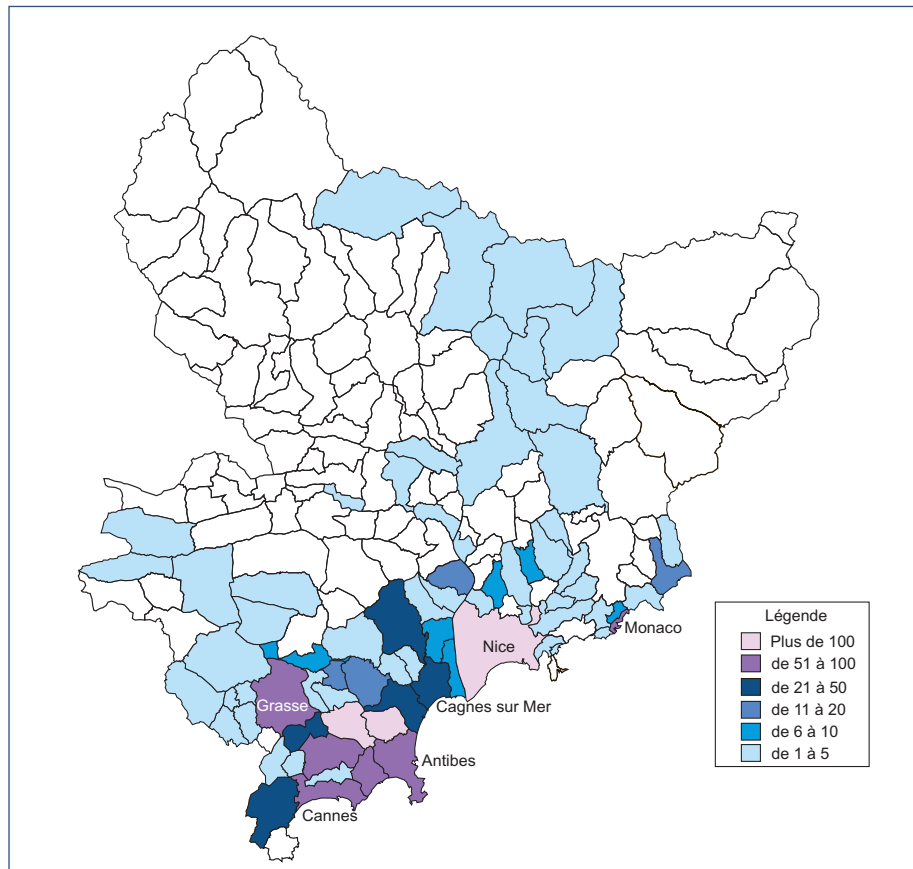 Nice
Monaco
Grasse
Cagnes sur Mer
Antibes
Cannes
Légende
Plus de 100
de 51 à 100
de 21 à 50
de 11 à 20
de 6 à 10
de 1 à 5